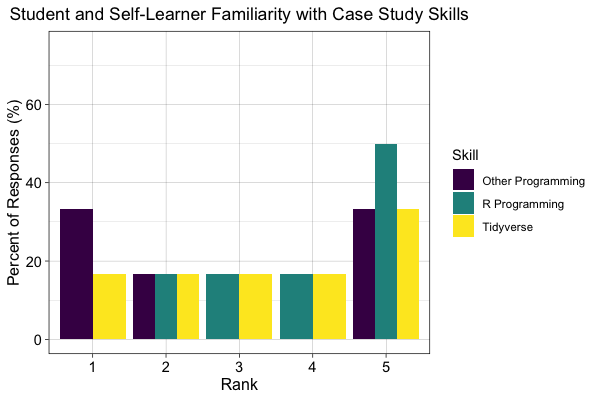 Student and Self-Learner Familiarity with Case Study Skills
Percent of Responses (%)
60
40
20
0
1 2 3 4 5
Rank
Skill
Other Programming
R Programming
Tidyverse